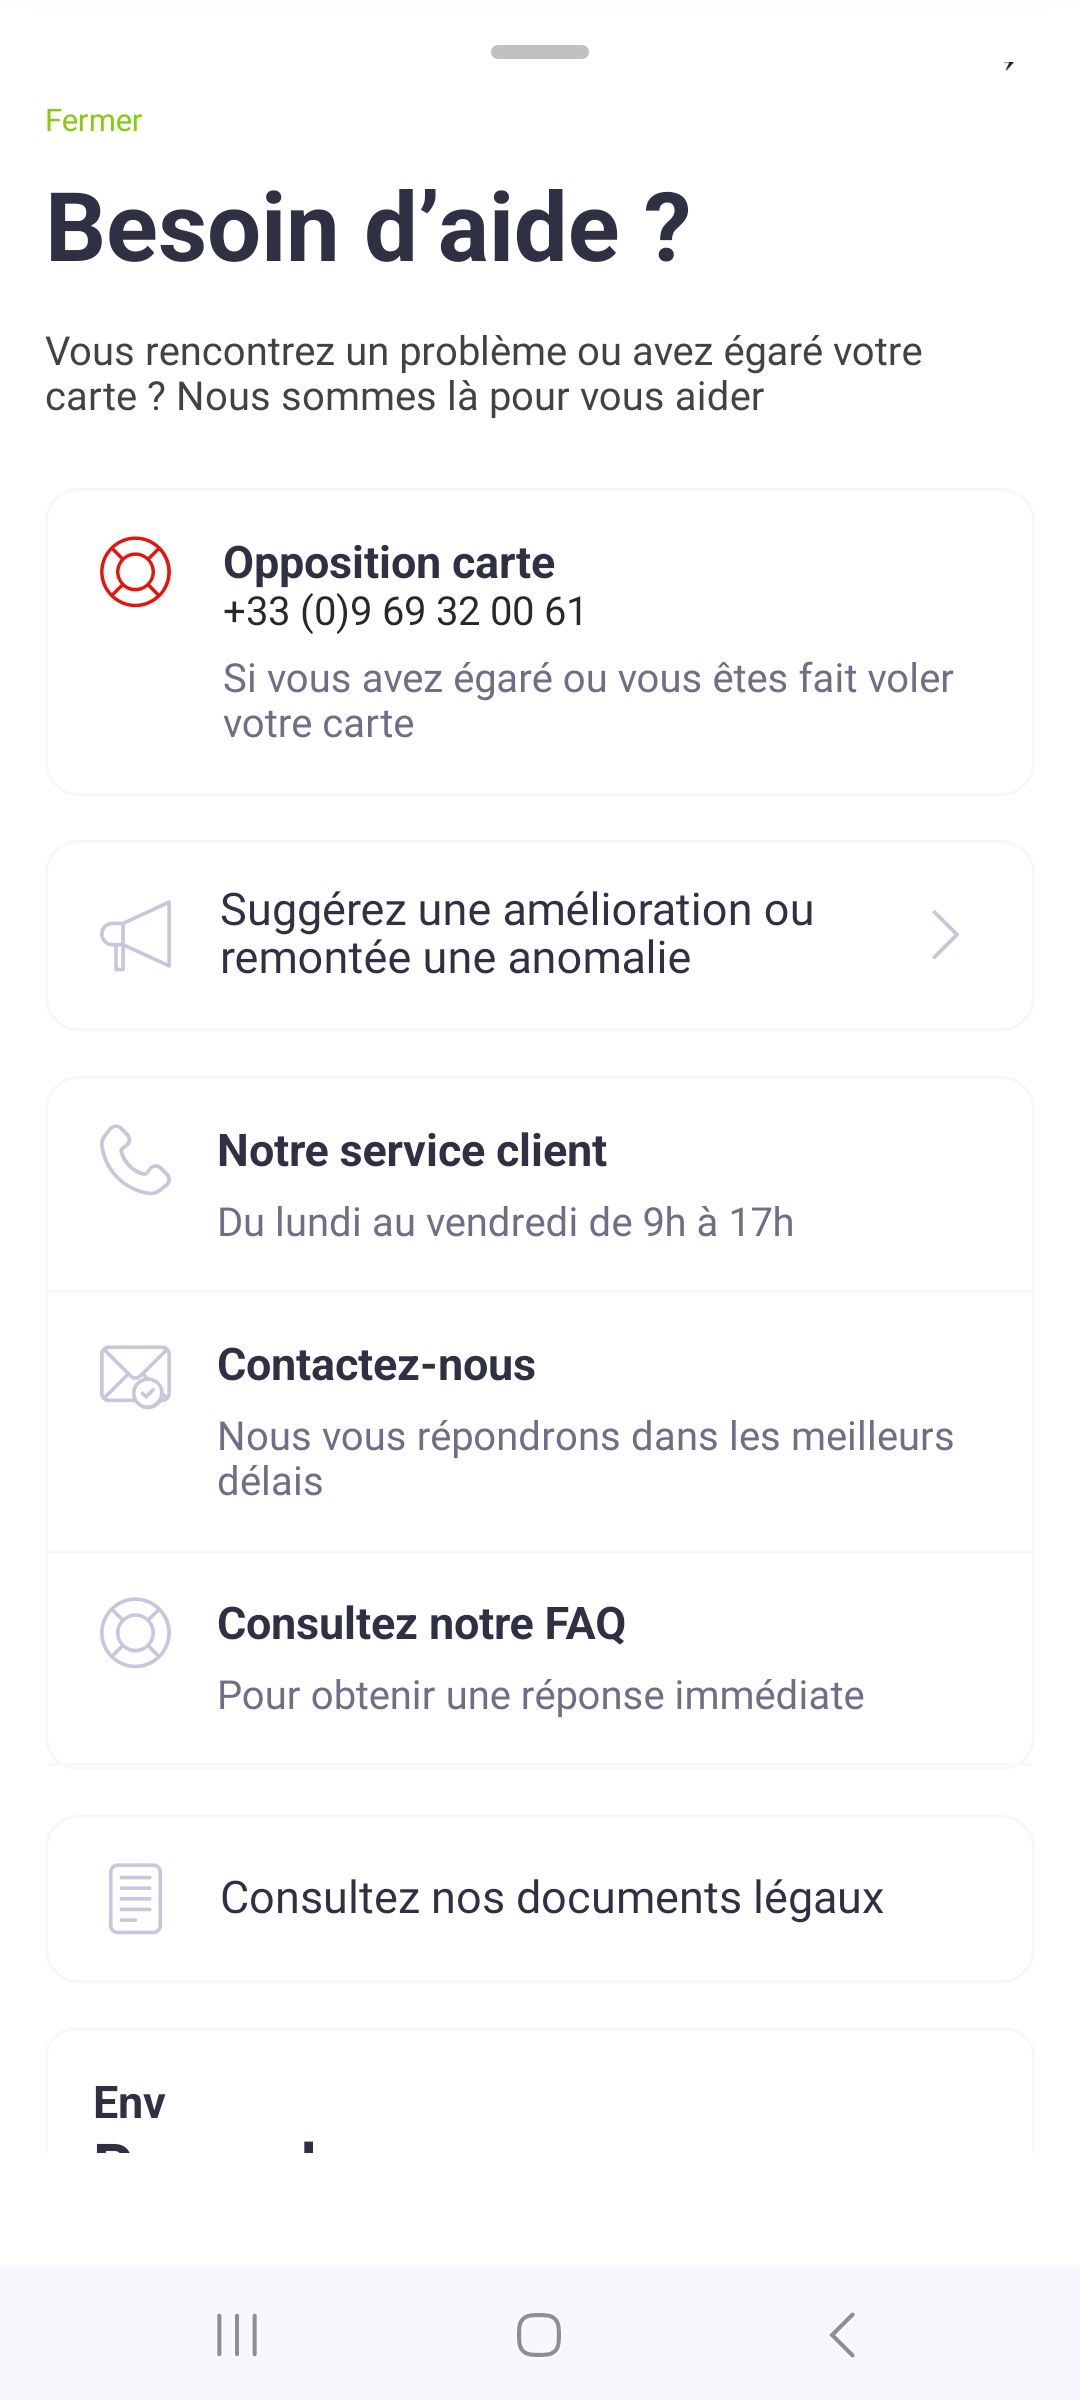 Fermer
Besoin d’aide ?
Vous rencontrez un problème ou avez égaré votre
carte ? Nous sommes là pour vous aider
Opposition carte
+33 (0)9 69 32 00 61
Si vous avez égaré ou vous êtes fait voler
votre carte
Suggérez une amélioration ou
remontée une anomalie
Notre service client
Du lundi au vendredi de 9h à 17h
Contactez-nous
Nous vous répondrons dans les meilleurs
délais
Consultez notre FAQ
Pour obtenir une réponse immédiate
Consultez nos documents légaux
Env